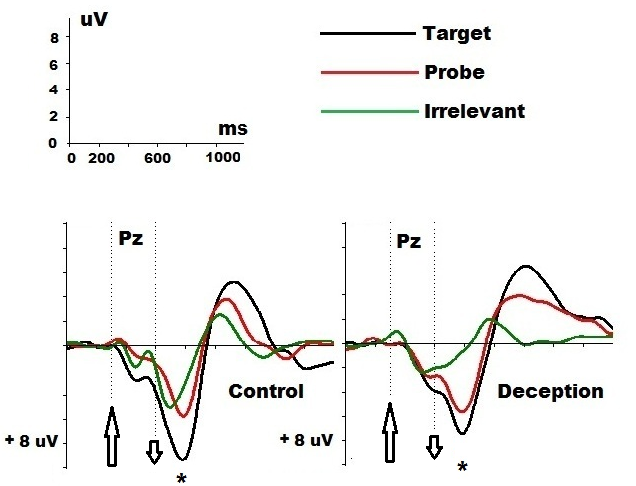 uV
8
6
4
2
0
0 200 600 1000
ms
Target
Probe
Irrelevant
Pz
Control
+ 8 uV
*
Pz
Deception
+ 8 uV
*